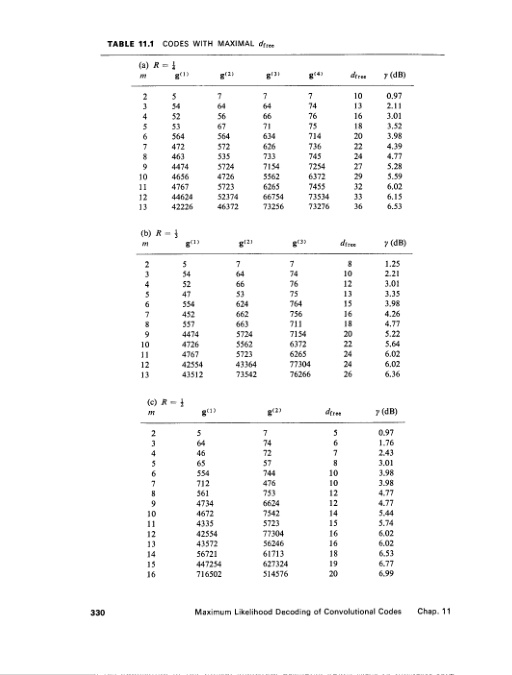 TABLE 11.1 CODES WITH MAXIMAL dfree
(a) R = 1/4
m g(1) g(2) g(3) g(4) dfree γ (dB)
2 5 7 7 7 10 0.97
3 54 64 64 74 13 2.11
4 52 56 66 76 16 3.01
5 53 67 71 75 18 3.52
6 564 564 634 714 20 3.98
7 472 572 626 736 22 4.39
8 463 535 733 745 24 4.77
9 4474 5724 7154 7254 27 5.28
10 4656 4726 5562 6372 29 5.59
11 4767 5723 6265 7455 32 6.02
12 44624 52374 66754 73534 33 6.15
13 42226 46372 73256 73276 36 6.53
(b) R = 1/3
m g(1) g(2) g(3) dfree γ (dB)
2 5 7 7 8 1.25
3 54 64 74 10 2.21
4 52 66 76 12 3.01
5 47 53 75 13 3.35
6 554 624 764 15 3.98
7 452 662 756 16 4.26
8 557 663 711 18 4.77
9 4474 5724 7154 20 5.22
10 4726 5562 6372 22 5.64
11 4767 5723 6265 24 6.02
12 42554 43364 77304 24 6.02
13 43512 73542 76266 26 6.36
(c) R = 1/2
m g(1) g(2) dfree γ (dB)
2 5 7 5 0.97
3 64 74 6 1.76
4 46 72 7 2.43
5 65 57 8 3.01
6 554 744 10 3.98
7 712 476 10 3.98
8 561 753 12 4.77
9 4734 6624 12 4.77
10 4672 7542 14 5.44
11 4335 5723 15 5.74
12 42554 77304 16 6.02
13 43572 56246 16 6.02
14 56721 61713 18 6.53
15 447254 627324 19 6.77
16 716502 514576 20 6.99
330 Maximum Likelihood Decoding of Convolutional Codes Chap. 11